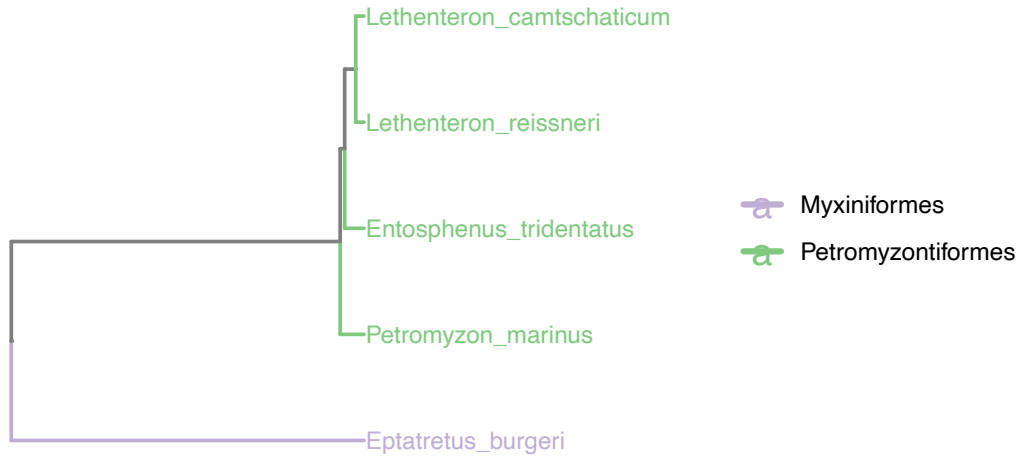 Lethenteron_camtschaticum
Lethenteron_reissneri
Entosphenus_tridentatus
Petromyzon_marinus
Eptatretus_burgeri
a Myxiniformes
a Petromyzontiformes